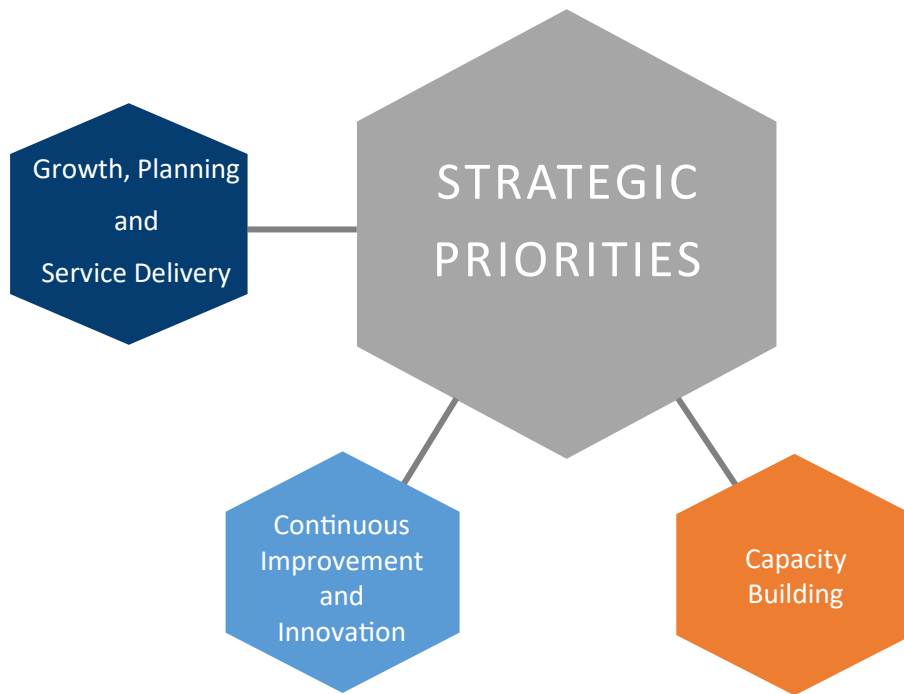 STRATEGIC
PRIORITIES
Growth, Planning
and
Service Delivery
Continuous
Improvement
and
Innovation
Capacity
Building